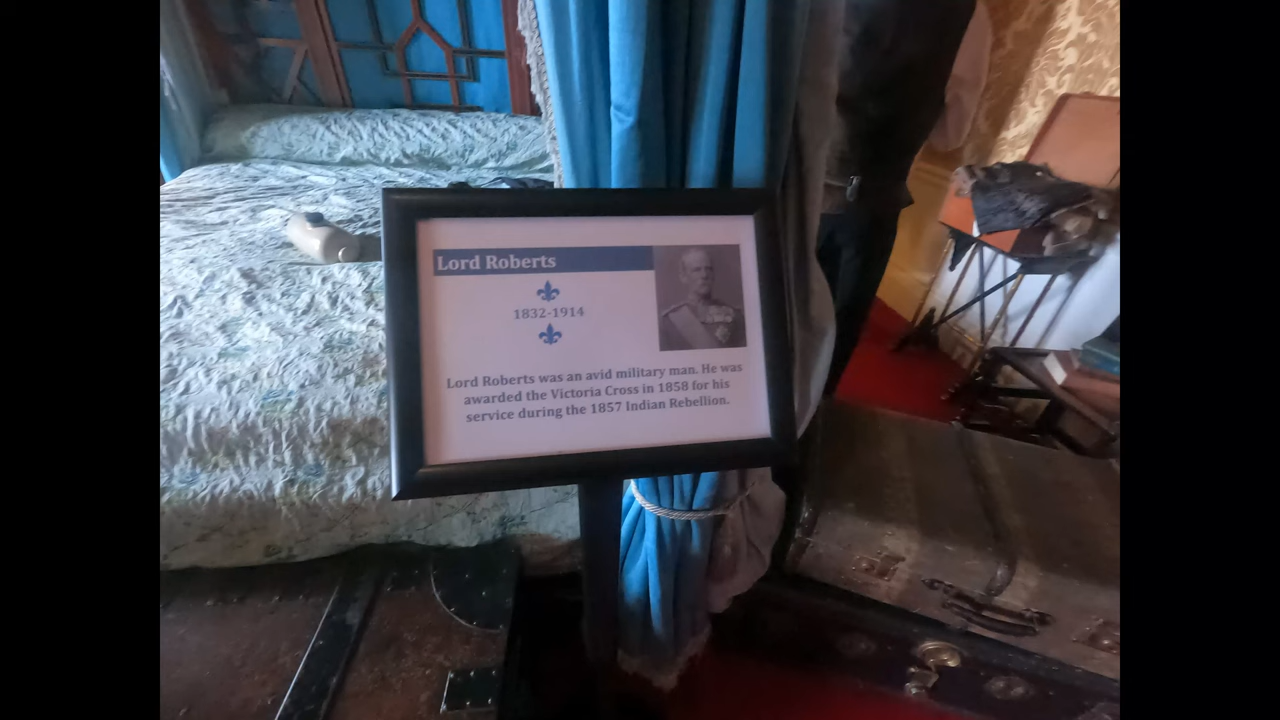 Lord Roberts
1832-1914
Lord Roberts was an avid military man. He was
awarded the Victoria Cross in 1858 for his
service during the 1857 Indian Rebellion.